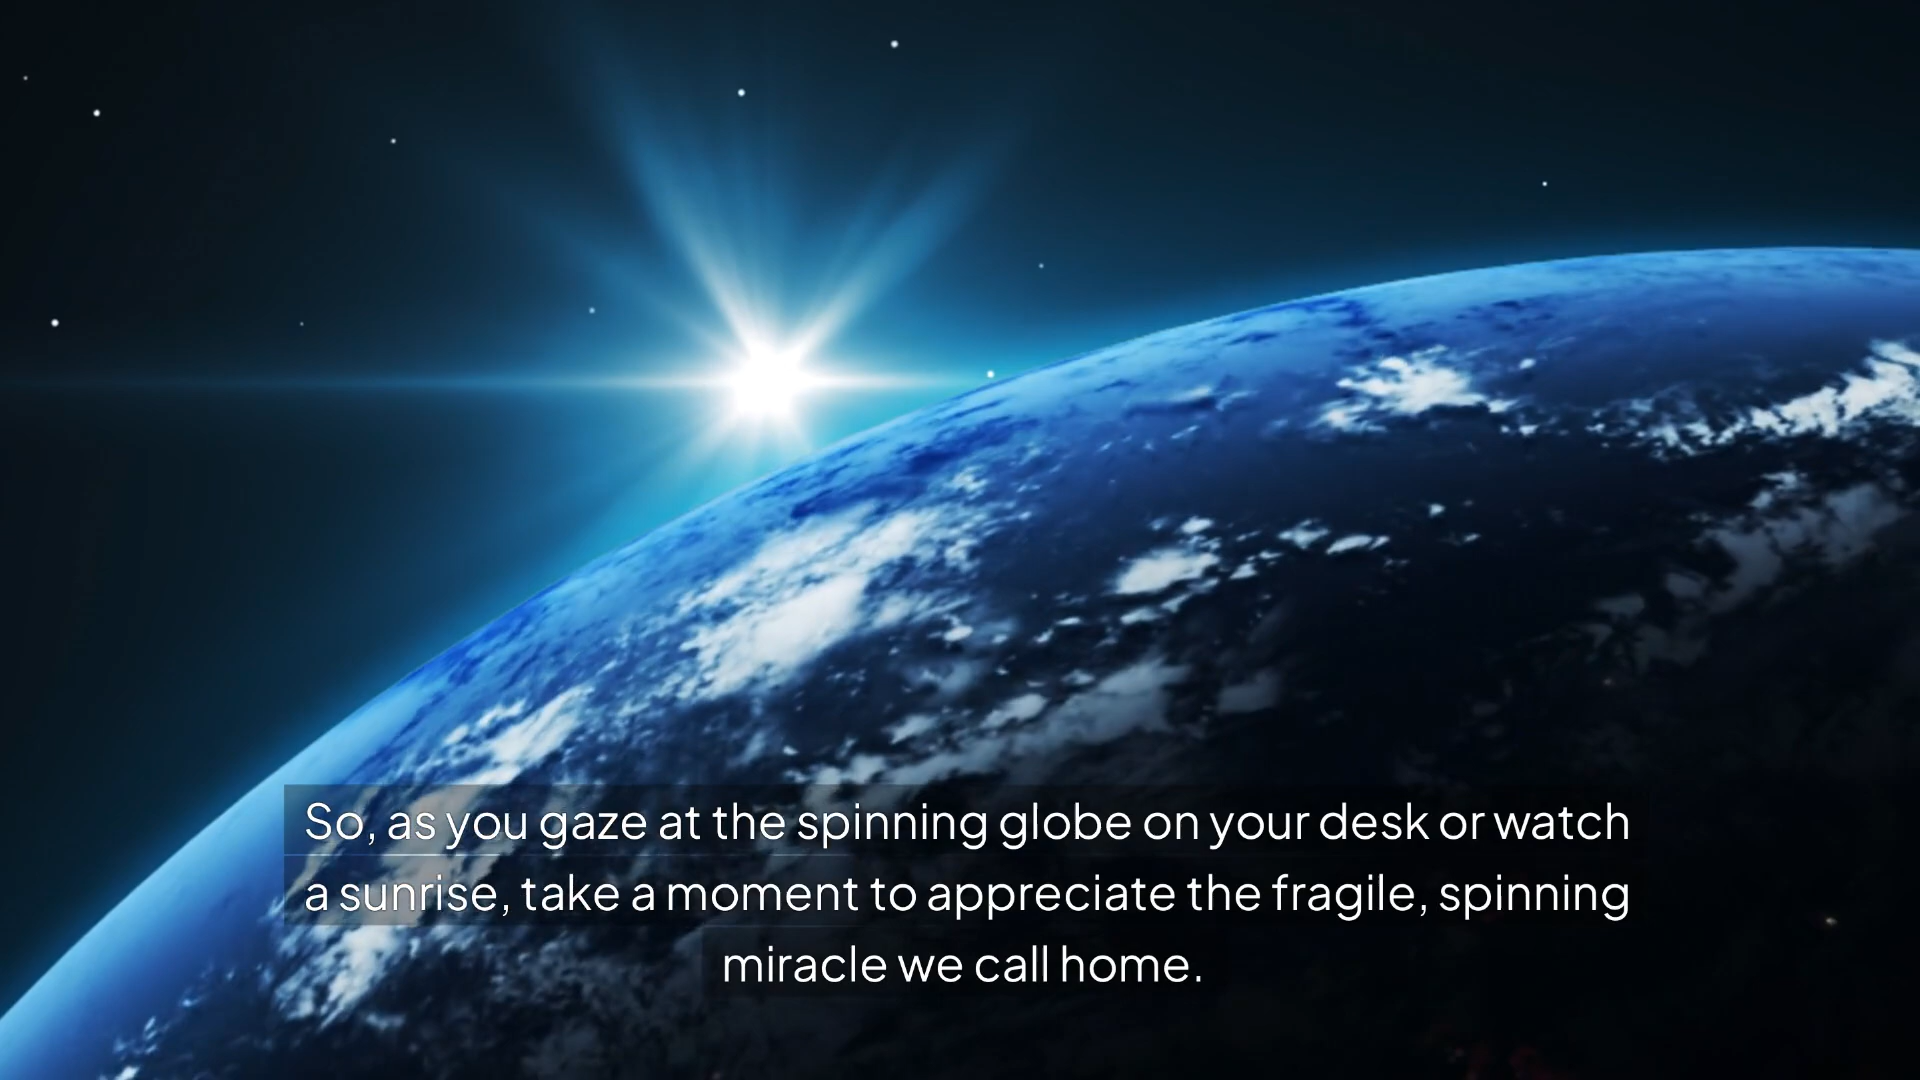 So, as you gaze at the spinning globe on your desk or watch
a sunrise, take a moment to appreciate the fragile, spinning
miracle we call home.